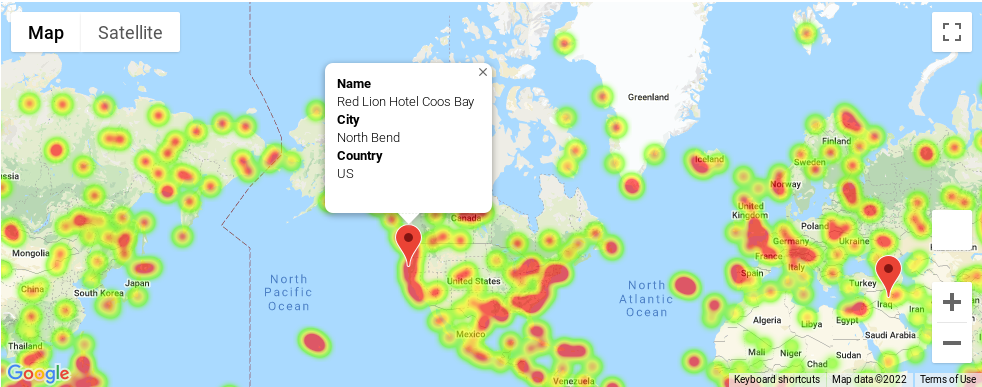 Map
Satellite
Name
Red Lion Hotel Coos Bay
City
North Bend
Country
US
Greenland
Iceland
Finland
Sweden
Norway
ssia
Canada
United
Kingdom
Poland
Germany
Ukraine
France
Mongolia
Italy
Spain
United States
North
Pacific
Ocean
North
Atlantic
Ocean
Turkey
China
Japan
South Korea
Iraq
Iran
Algeria
Libya
Egypt
Saudi Arabia
Mexico
Thailand
Mali
Niger
Chad
Sudan
Venezuela
Google
Keyboard shortcuts
Map data ©2022
Terms of Use